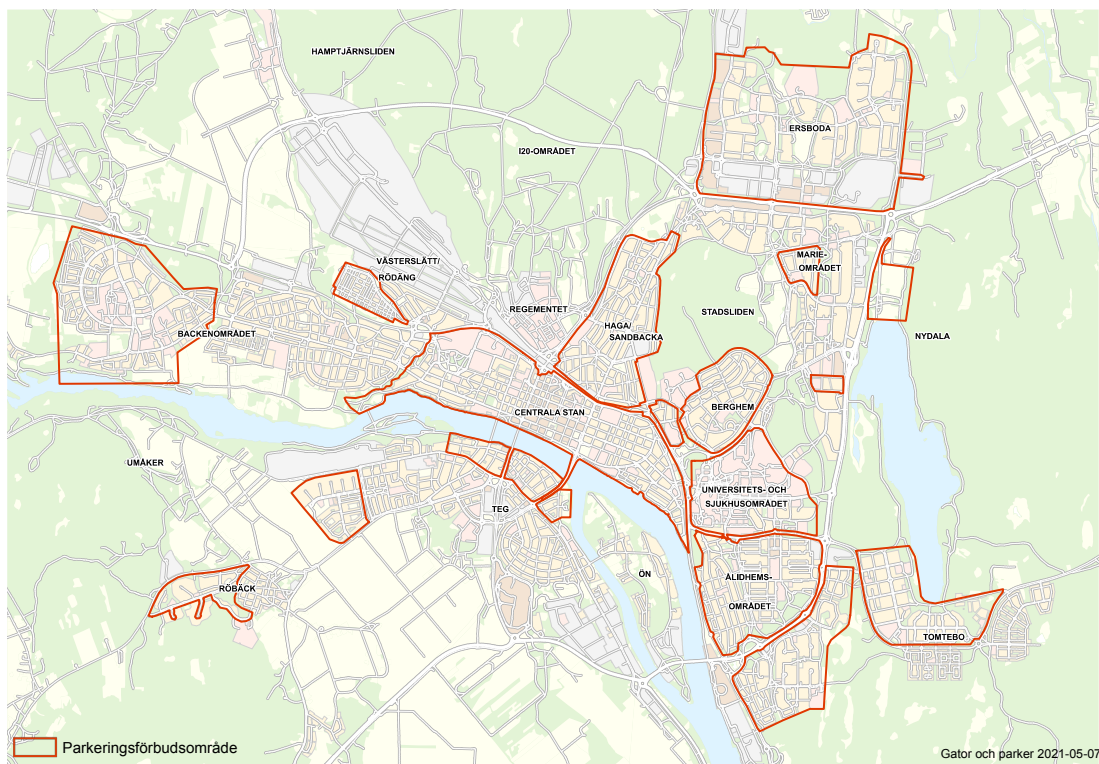 HAMPTJÄRNSLIDEN
ERSBODA
I20-OMRÅDET
VÄSTERSLÄTT/
RÖDÄNG
MARIE-
OMRÅDET
REGEMENTET
STADSLIDEN
HAGA/
SANDBACKA
BACKENOMRÅDET
NYDALA
CENTRALA STAN
BERGHEM
UMÅKER
UNIVERSITETS- OCH
SJUKHUSOMRÅDET
TEG
ÖN
ÅLIDHEMS-
OMRÅDET
RÖBÄCK
TOMTEBO
Parkeringsförbudsområde
Gator och parker 2021-05-07